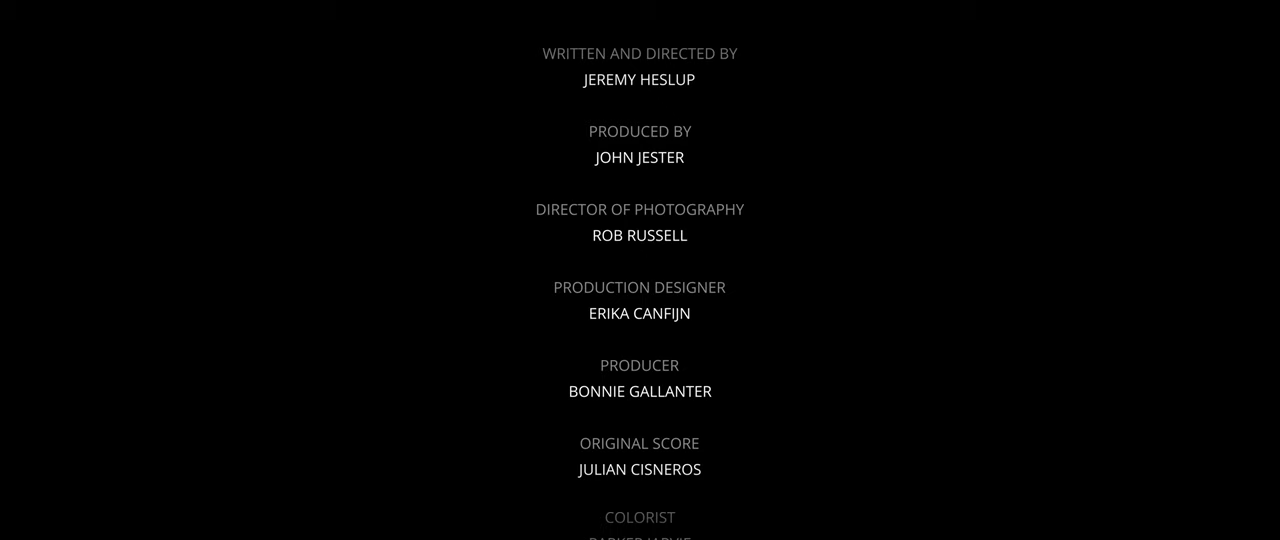 WRITTEN AND DIRECTED BY
JEREMY HESLUP
PRODUCED BY
JOHN JESTER
DIRECTOR OF PHOTOGRAPHY
ROB RUSSELL
PRODUCTION DESIGNER
ERIKA CANFIJN
PRODUCER
BONNIE GALLANTER
ORIGINAL SCORE
JULIAN CISNEROS
COLORIST